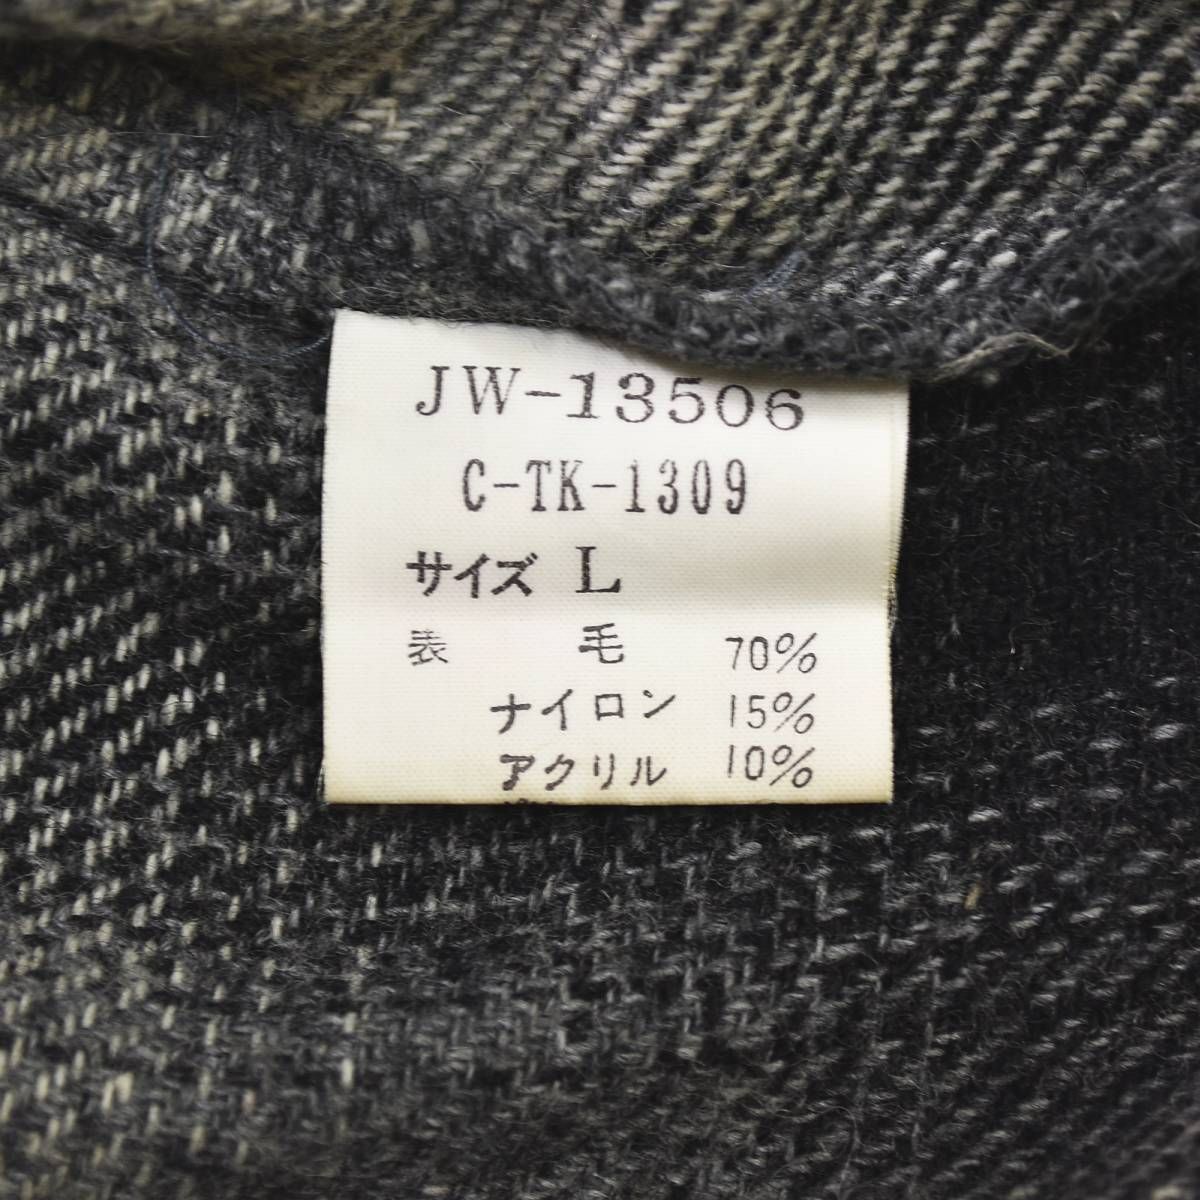 JW-13506
C-TK-1309
サイズ L
表 毛 70%
ナイロン 15%
アクリル 10%